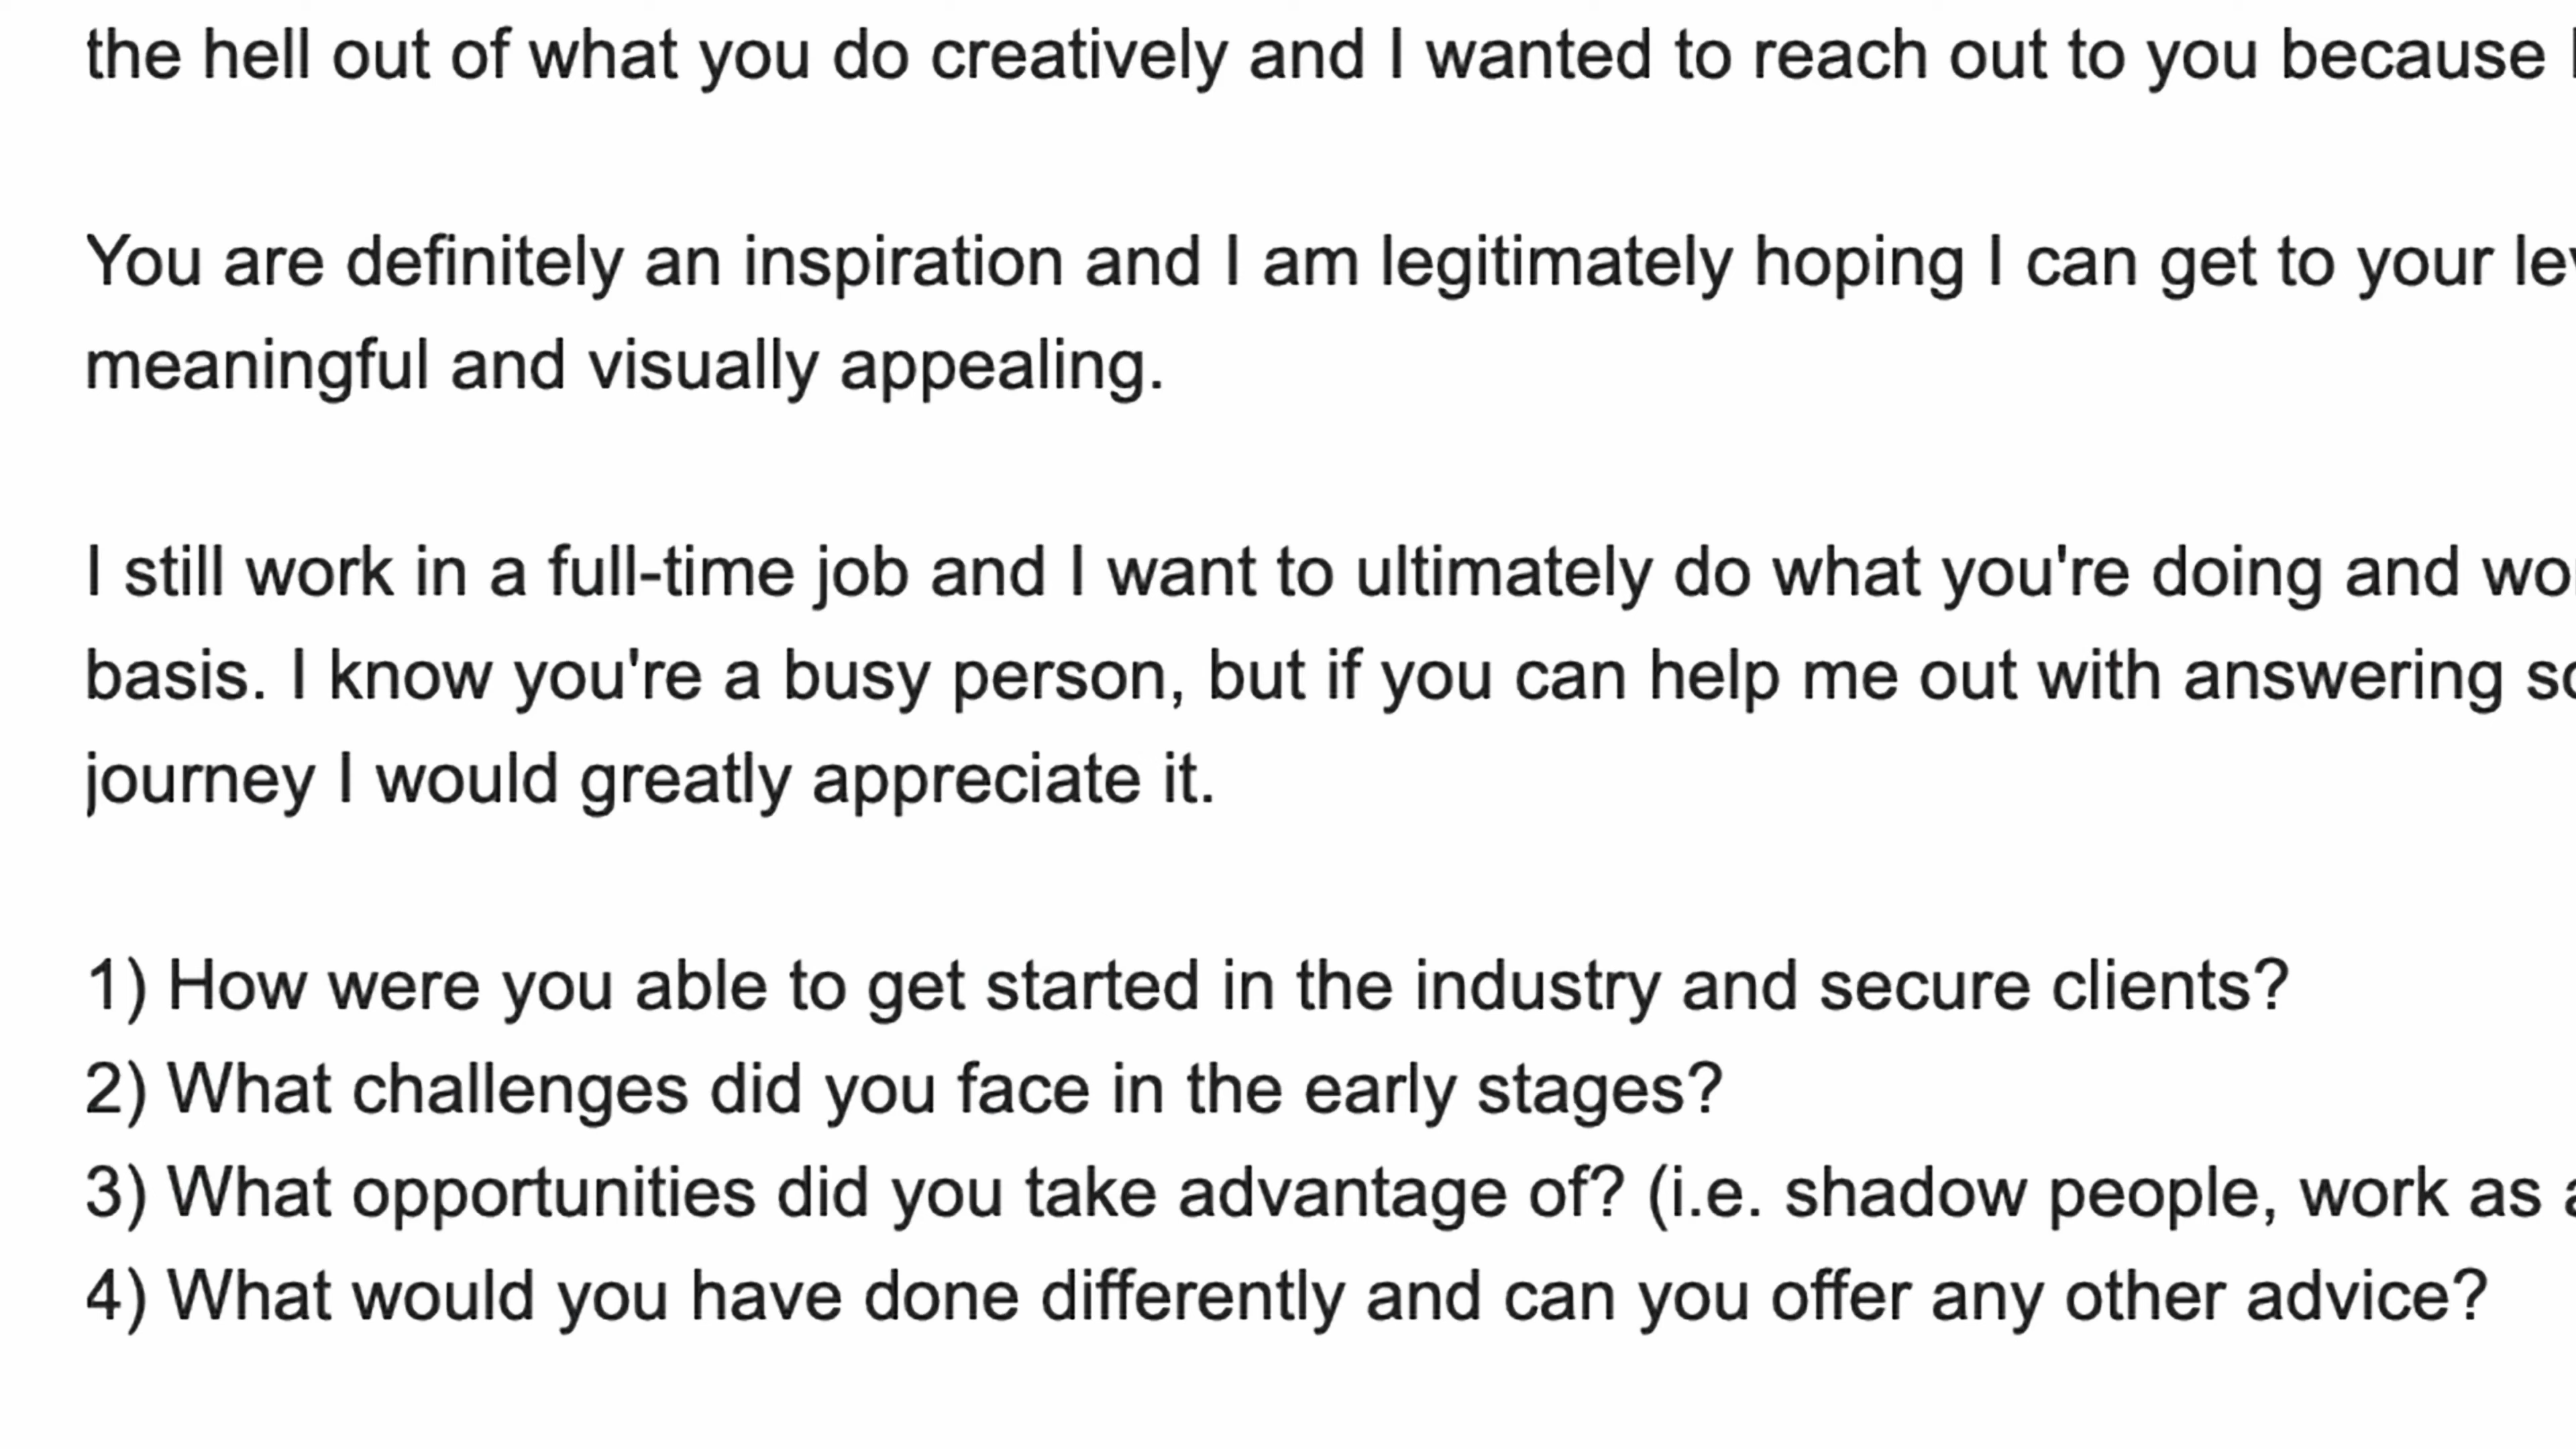 the hell out of what you do creatively and I wanted to reach out to you because
You are definitely an inspiration and I am legitimately hoping I can get to your
meaningful and visually appealing.
I still work in a full-time job and I want to ultimately do what you're doing and
basis. I know you're a busy person, but if you can help me out with answering
journey I would greatly appreciate it.
1) How were you able to get started in the industry and secure clients?
2) What challenges did you face in the early stages?
3) What opportunities did you take advantage of? (i.e. shadow people, work as
4) What would you have done differently and can you offer any other advice?